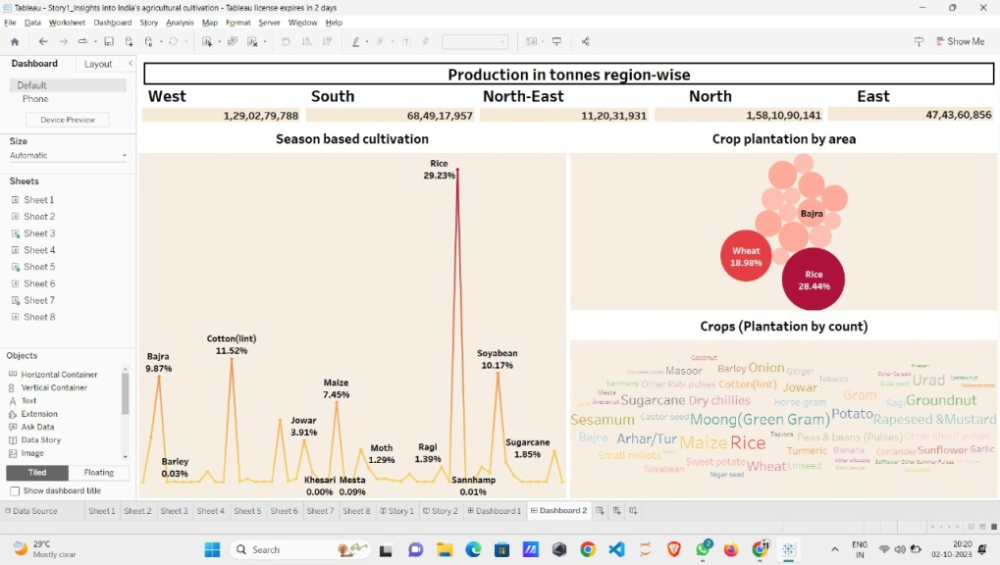 Tableau - Story1_Insights into India's agricultural cultivation - Tableau license expires in 2 days
File Data Worksheet Dashboard Story Analysis Map Format Server Window Help
Show Me
Dashboard Layout
Default
Phone
Device Preview
Size
Automatic
Sheets
Sheet 1
Sheet 2
Sheet 3
Sheet 4
Sheet 5
Sheet 6
Sheet 7
Sheet 8
Objects
Horizontal Container
Vertical Container
Text
Extension
Ask Data
Data Story
Image
Tiled Floating
Show dashboard title
Production in tonnes region-wise
West South North-East North East
1,29,02,79,788 68,49,17,957 11,20,31,931 1,58,10,90,141 47,43,60,856
Season based cultivation
Rice
29.23%
Cotton(lint)
11.52%
Bajra
9.87%
Soyabean
10.17%
Maize
7.45%
Jowar
3.91%
Moth
1.29%
Ragi
1.39%
Sugarcane
1.85%
Barley
0.03%
Khesari
0.00%
Mesta
0.09%
Sannhamp
0.01%
Crop plantation by area
Bajra
Wheat
18.98%
Rice
28.44%
Crops (Plantation by count)
Coconut
Masoor Barley Onion Ginger
Tobacco Urad
Sannhamp Other Rabi pulses Cotton(lint) Jowar
Mesta Gram
Arecanut Sugarcane Dry chillies Horse-gram Ragi Groundnut
Sesamum Castor seed Moong(Green Gram) Potato Rapeseed &Mustard
Bajra Arhar/Tur Maize Rice Tapioca Peas & beans (Pulses) Other Kharif pulses
Small millets Turmeric Banana Coriander Sunflower Garlic
Soyabean Sweet potato Wheat Linseed
Niger seed
Safflower Other Summer Pulses
Data Source Sheet 1 Sheet 2 Sheet 3 Sheet 4 Sheet 5 Sheet 6 Sheet 7 Sheet 8 Story 1 Story 2 Dashboard 1 Dashboard 2
29°C
Mostly clear
Search
2
ENG
IN
20:20
02-10-2023